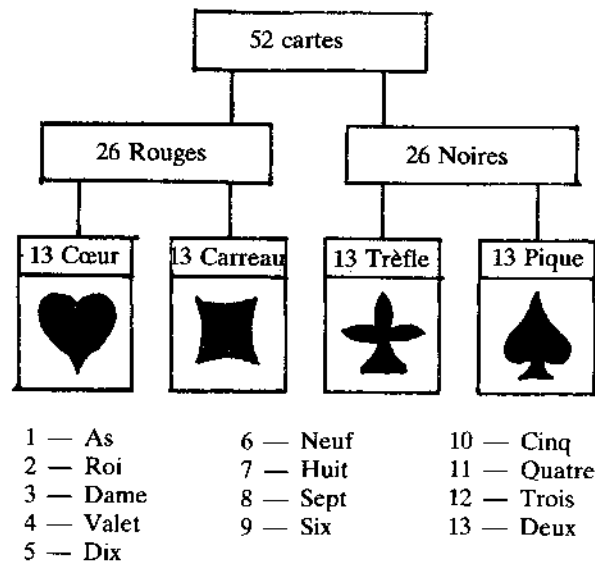 52 cartes
26 Rouges
26 Noires
13 Cœur
13 Carreau
13 Trèfle
13 Pique
1 — As
2 — Roi
3 — Dame
4 — Valet
5 — Dix
6 — Neuf
7 — Huit
8 — Sept
9 — Six
10 — Cinq
11 — Quatre
12 — Trois
13 — Deux